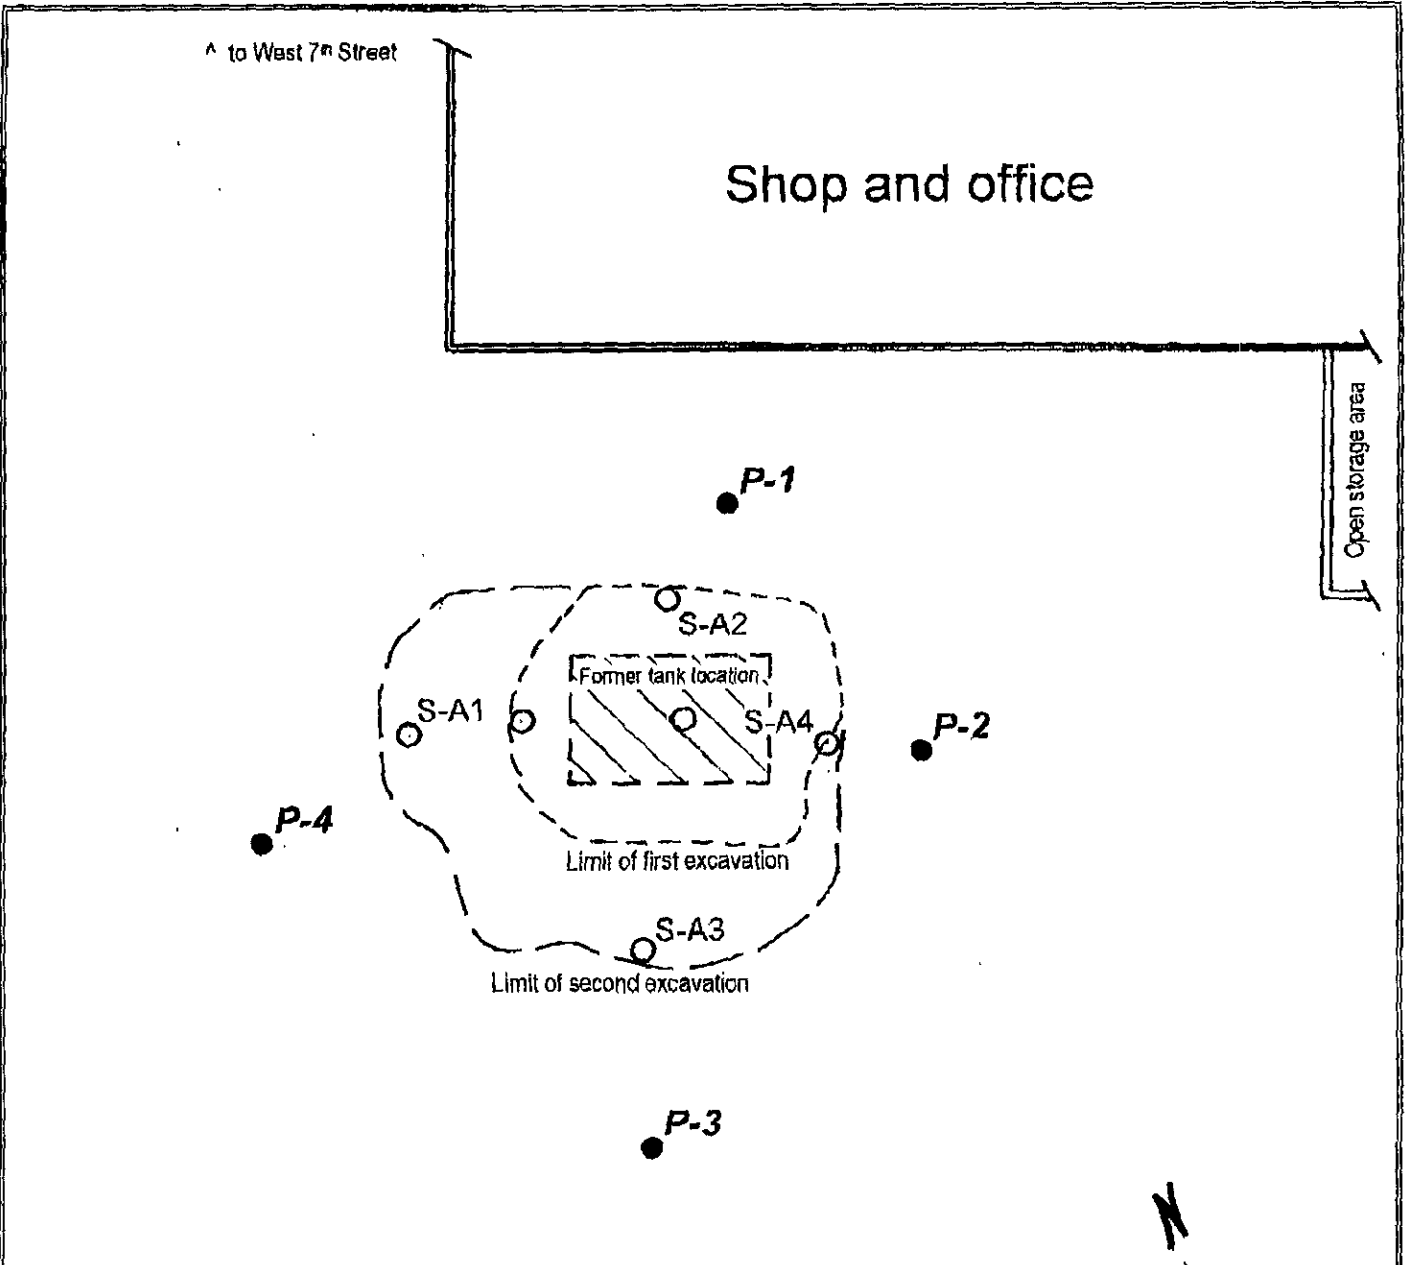 ^ to West 7th Street
Shop and office
Open storage area
P-1
S-A2
Former tank location
S-A1
S-A4
P-2
P-4
Limit of first excavation
S-A3
Limit of second excavation
P-3
N